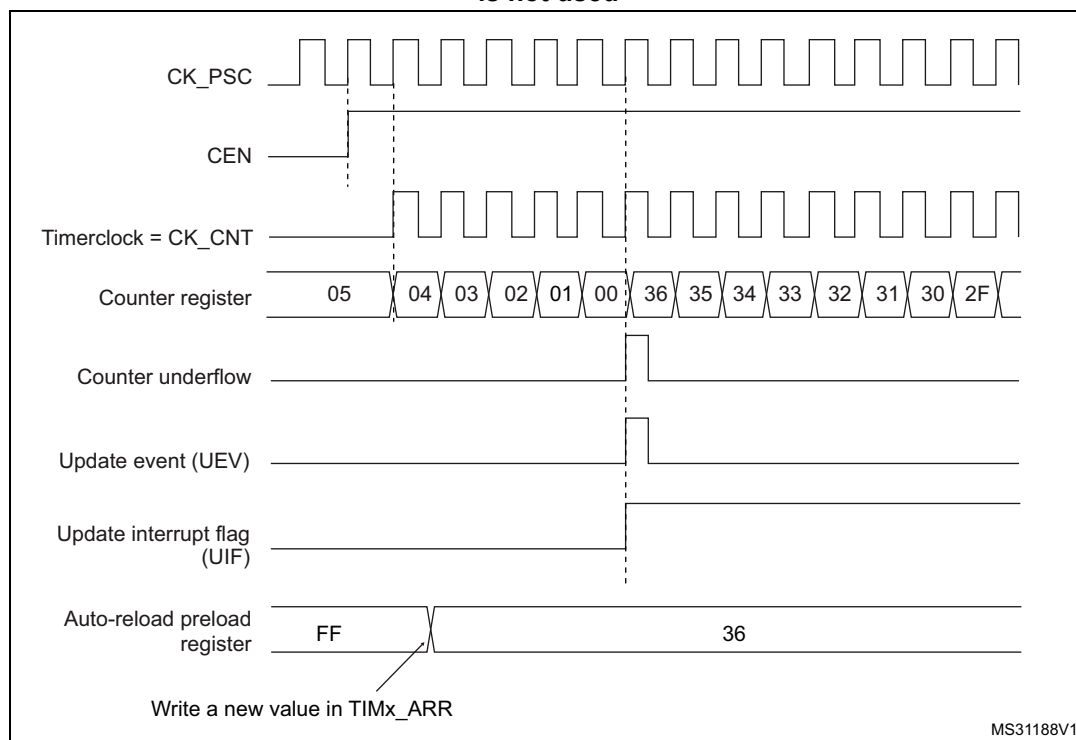 is not used
CK_PSC
CEN
Timerclock = CK_CNT
Counter register 05 04 03 02 01 00 36 35 34 33 32 31 30 2F
Counter underflow
Update event (UEV)
Update interrupt flag
(UIF)
Auto-reload preload
register FF 36
Write a new value in TIMx_ARR
MS31188V1